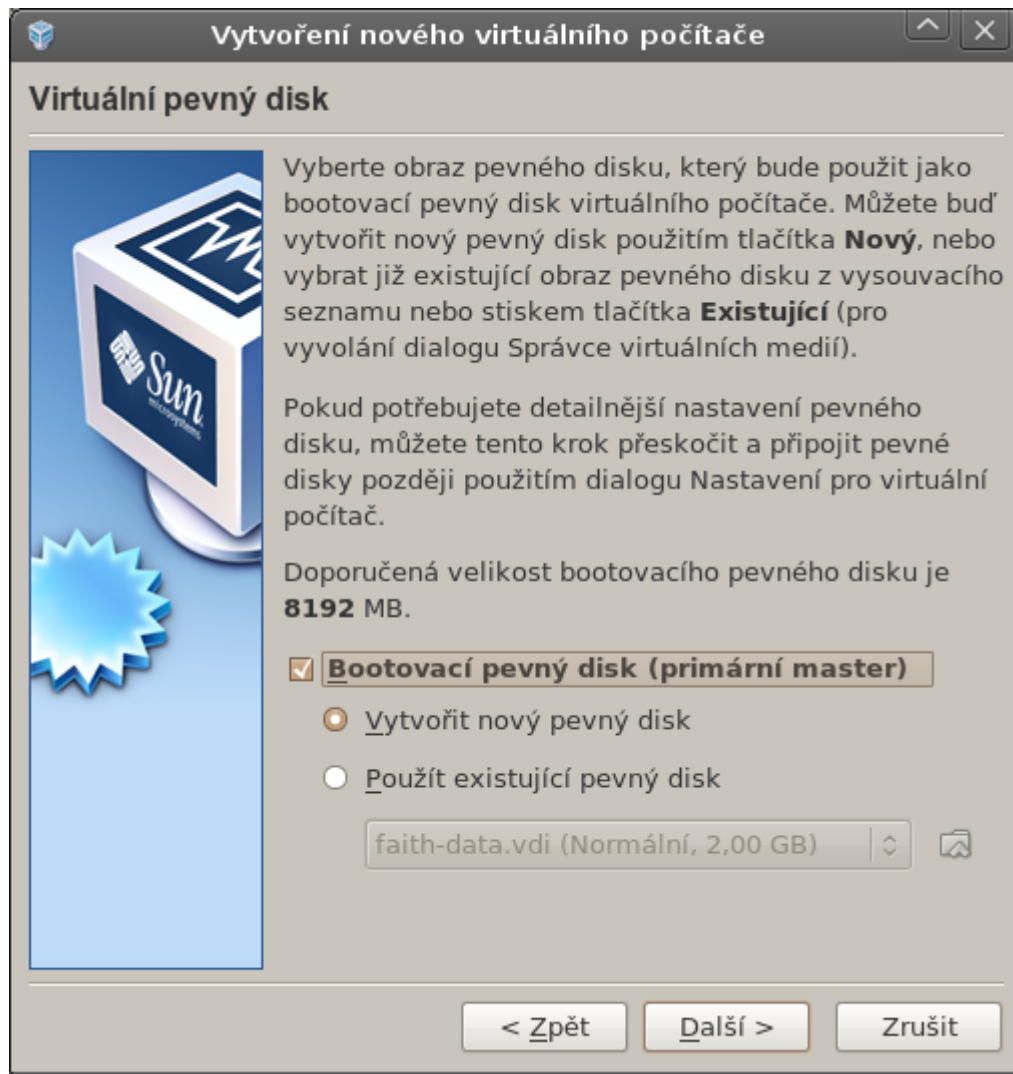 Vytvoření nového virtuálního počítače
Virtuální pevný disk
Vyberte obraz pevného disku, který bude použit jako
bootovací pevný disk virtuálního počítače. Můžete buď
vytvořit nový pevný disk použitím tlačítka Nový, nebo
vybrat již existující obraz pevného disku z vysouvacího
seznamu nebo stiskem tlačítka Existující (pro
vyvolání dialogu Správce virtuálních medií).
Pokud potřebujete detailnější nastavení pevného
disku, můžete tento krok přeskočit a připojit pevné
disky později použitím dialogu Nastavení pro virtuální
počítač.
Doporučená velikost bootovacího pevného disku je
8192 MB.
Bootovací pevný disk (primární master)
Vytvořit nový pevný disk
Použít existující pevný disk
faith-data.vdi (Normální, 2,00 GB)
Sun
microsystems
< Zpět
Další >
Zrušit